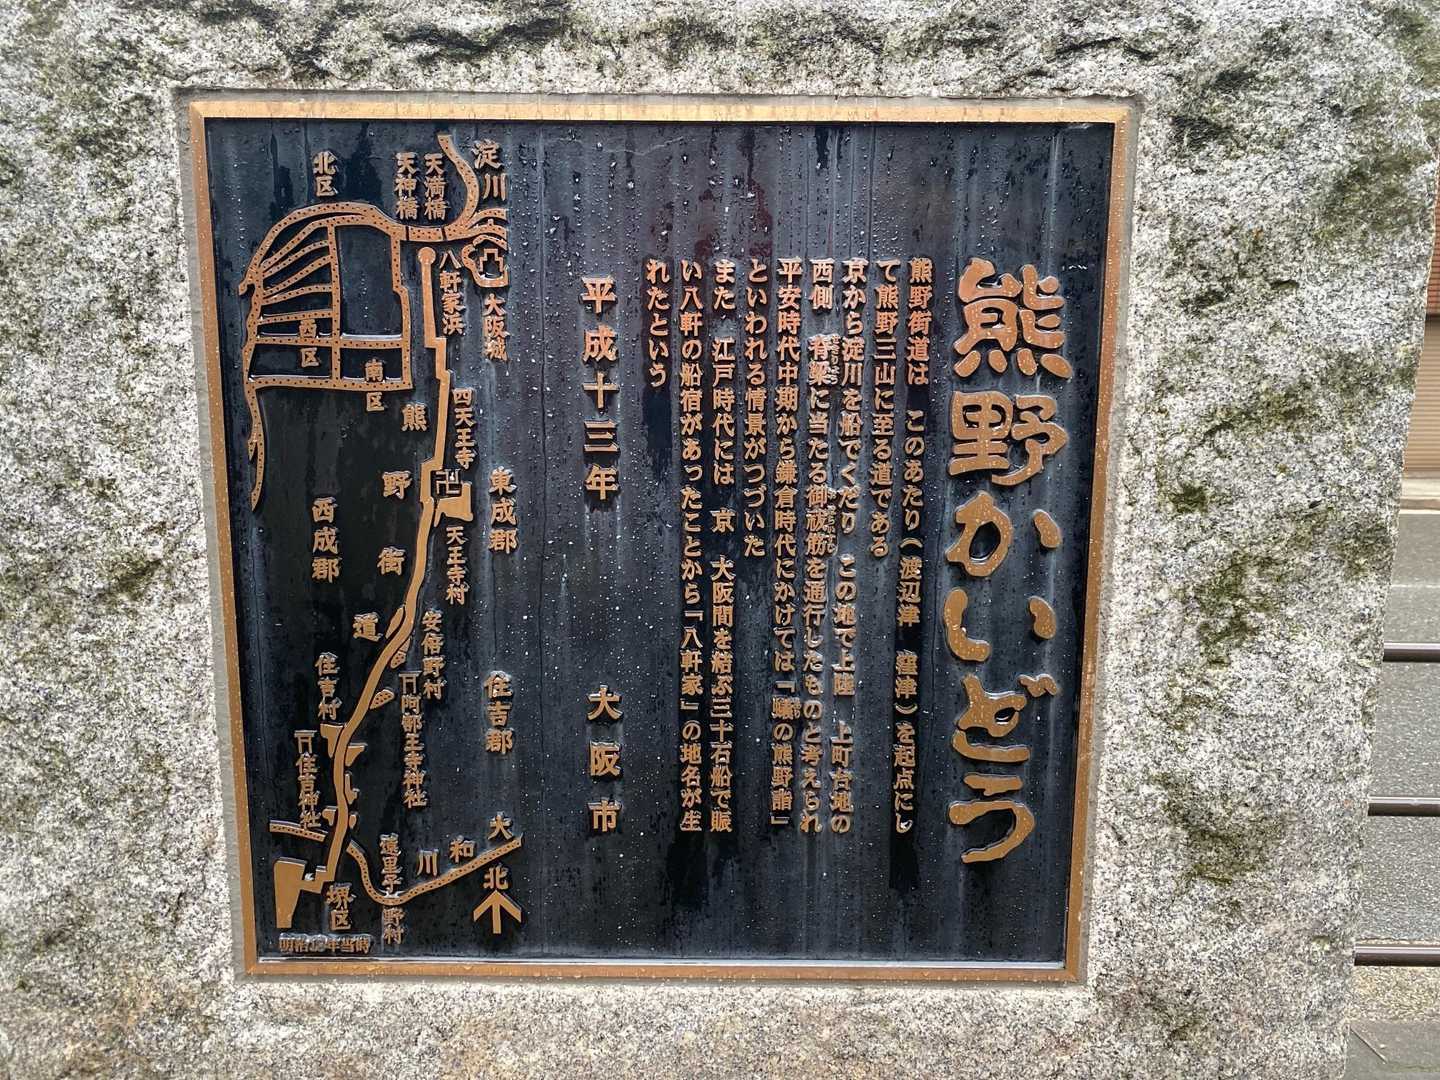 熊野かいどう
熊野街道は　このあたり（渡辺津　窪津）を起点にし
て熊野三山に至る道である
京から淀川を船でくだり　この地で上陸　上町台地の
西側　脊梁に当たる御祓筋を通行したものと考えられ
平安時代中期から鎌倉時代にかけては「蟻の熊野詣」
といわれる情景がつづいた
また　江戸時代には　京　大阪間を結ぶ三十石船で賑
い八軒の船宿があったことから「八軒家」の地名が生
れたという
平成十三年　大阪市
淀川
天満橋
天神橋
北区
八軒家浜
大阪城
西区
南区
四天王寺
熊野街道
東成郡
西成郡
天王寺村
安倍野村
阿部王子神社
住吉郡
住吉村
住吉神社
大和川
遠里小野村
堺区
北